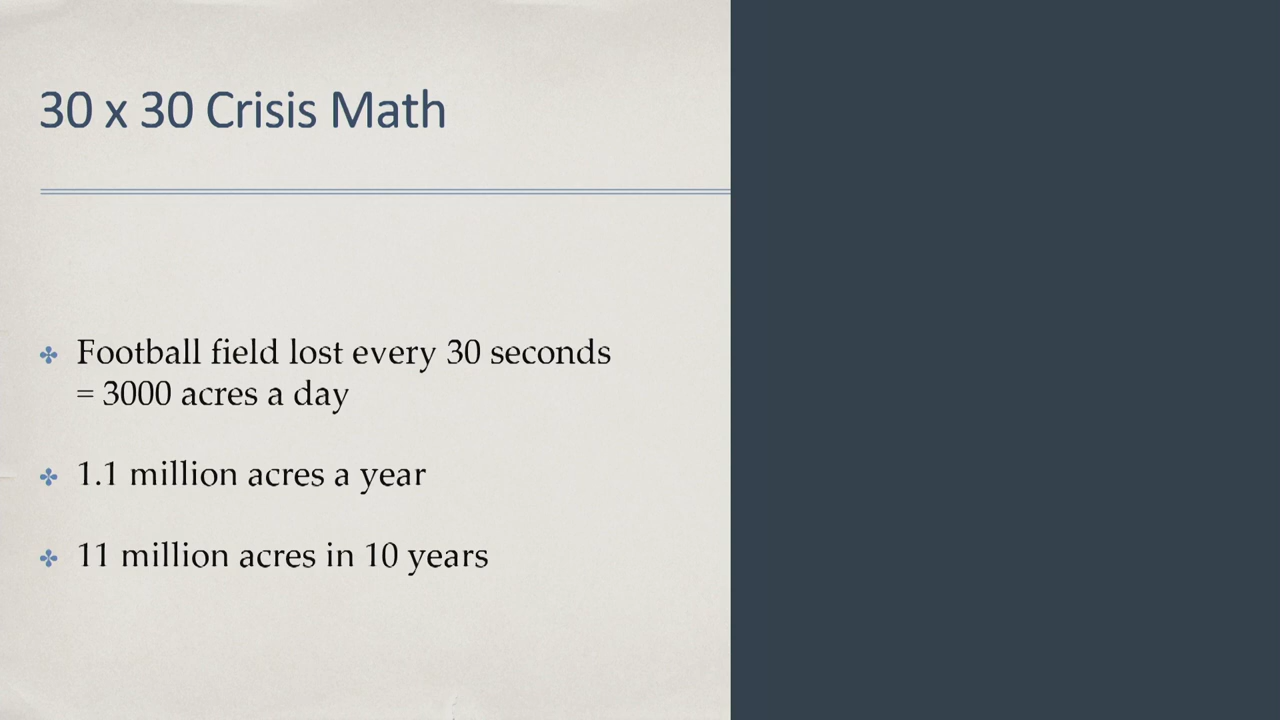 30 x 30 Crisis Math
Football field lost every 30 seconds
= 3000 acres a day
1.1 million acres a year
11 million acres in 10 years